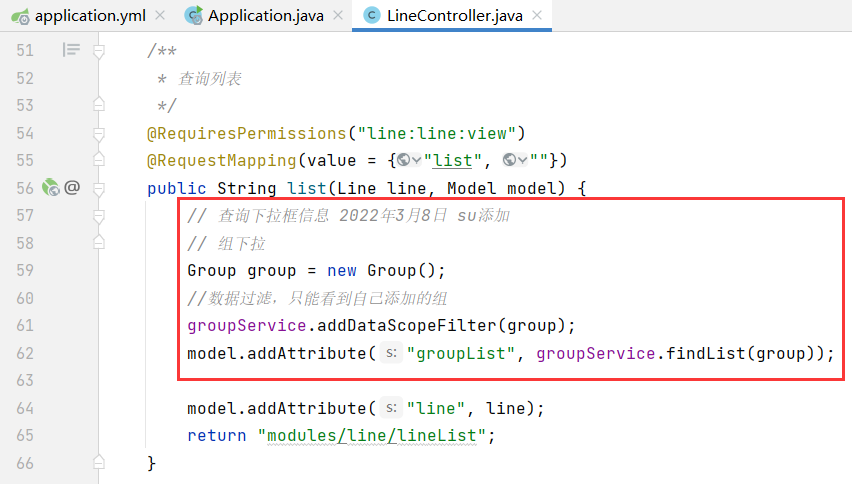 application.yml Application.java LineController.java
51 /**
52 * 查询列表
53 */
54 @RequiresPermissions("line:line:view")
55 @RequestMapping(value = {"list", ""})
56 @ public String list(Line line, Model model) {
57 // 查询下拉框信息 2022年3月8日 su添加
58 // 组下拉
59 Group group = new Group();
60 //数据过滤，只能看到自己添加的组
61 groupService.addDataScopeFilter(group);
62 model.addAttribute( s: "groupList", groupService.findList(group));
63
64 model.addAttribute( s: "line", line);
65 return "modules/line/lineList";
66 }